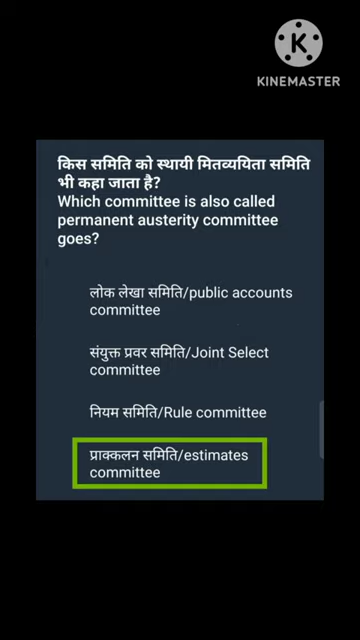 K
KINEMASTER
किस समिति को स्थायी मितव्ययिता समिति
भी कहा जाता है?
Which committee is also called
permanent austerity committee
goes?
लोक लेखा समिति/public accounts
committee
संयुक्त प्रवर समिति/Joint Select
committee
नियम समिति/Rule committee
प्राक्कलन समिति/estimates
committee